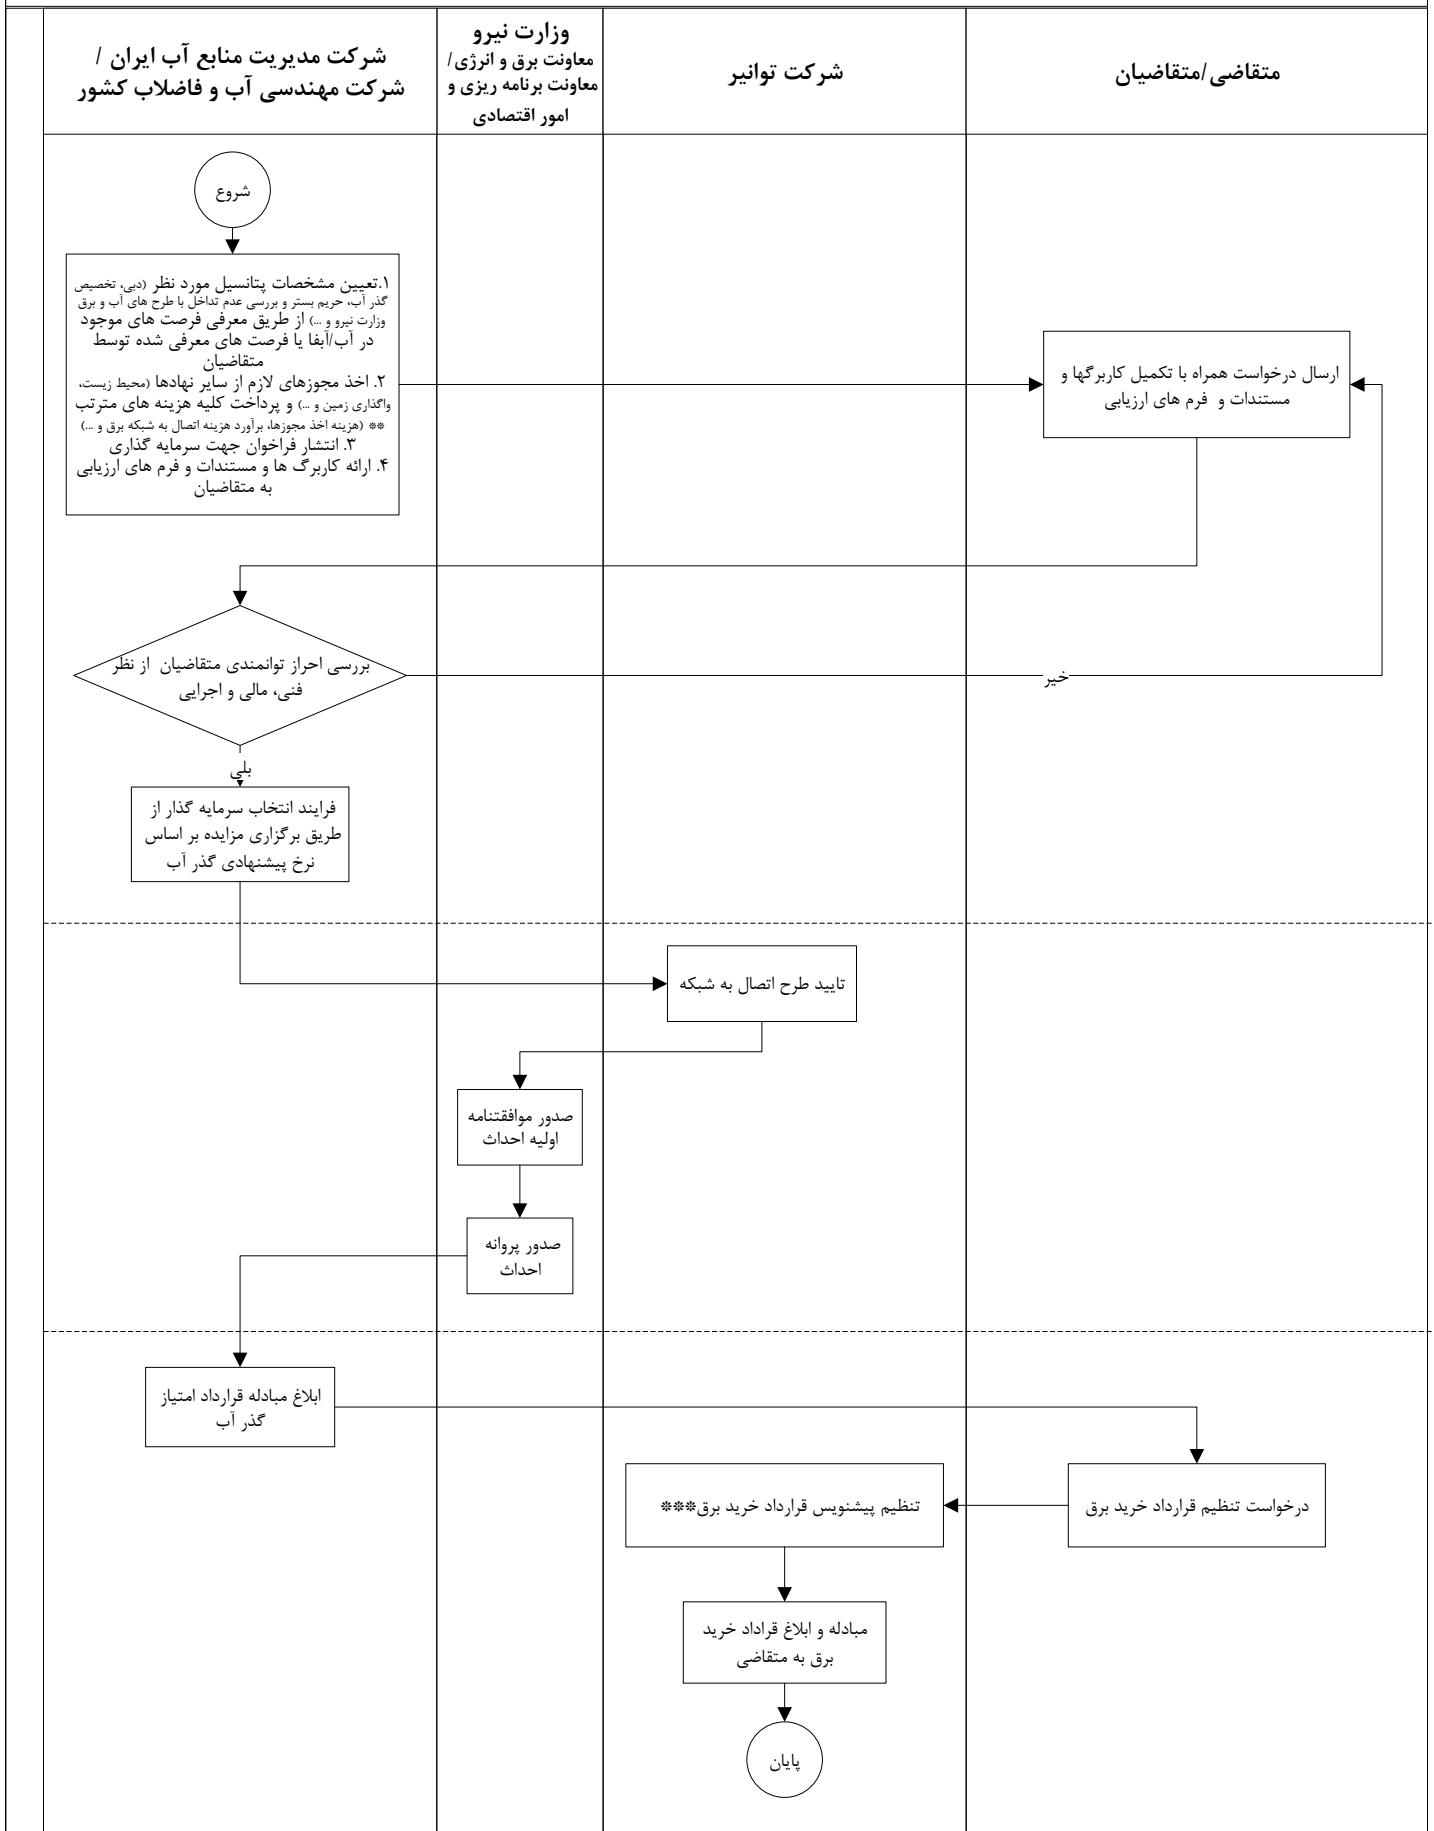 متقاضی/متقاضیان
شرکت توانیر
وزارت نیرو
معاونت برق و انرژی/
معاونت برنامه ریزی و
امور اقتصادی
شرکت مدیریت منابع آب ایران /
شرکت مهندسی آب و فاضلاب کشور
شروع
۱.تعیین مشخصات پتانسیل مورد نظر (دبی، تخصیص
گذر آب، حریم بستر و بررسی عدم تداخل با طرح های آب و برق
وزارت نیرو و ...) از طریق معرفی فرصت های موجود
در آب/آبفا یا فرصت های معرفی شده توسط
متقاضیان
۲. اخذ مجوزهای لازم از سایر نهادها (محیط زیست،
واگذاری زمین و ...) و پرداخت کلیه هزینه های مترتب
** (هزینه اخذ مجوزها، برآورد هزینه اتصال به شبکه برق و ...)
۳. انتشار فراخوان جهت سرمایه گذاری
۴. ارائه کاربرگ ها و مستندات و فرم های ارزیابی
به متقاضیان
ارسال درخواست همراه با تکمیل کاربرگها و
مستندات و فرم های ارزیابی
بررسی احراز توانمندی متقاضیان از نظر
فنی، مالی و اجرایی
خیر
بلی
فرایند انتخاب سرمایه گذار از
طریق برگزاری مزایده بر اساس
نرخ پیشنهادی گذر آب
تایید طرح اتصال به شبکه
صدور موافقتنامه
اولیه احداث
صدور پروانه
احداث
ابلاغ مبادله قرارداد امتیاز
گذر آب
درخواست تنظیم قرارداد خرید برق
تنظیم پیشنویس قرارداد خرید برق***
مبادله و ابلاغ قراداد خرید
برق به متقاضی
پایان